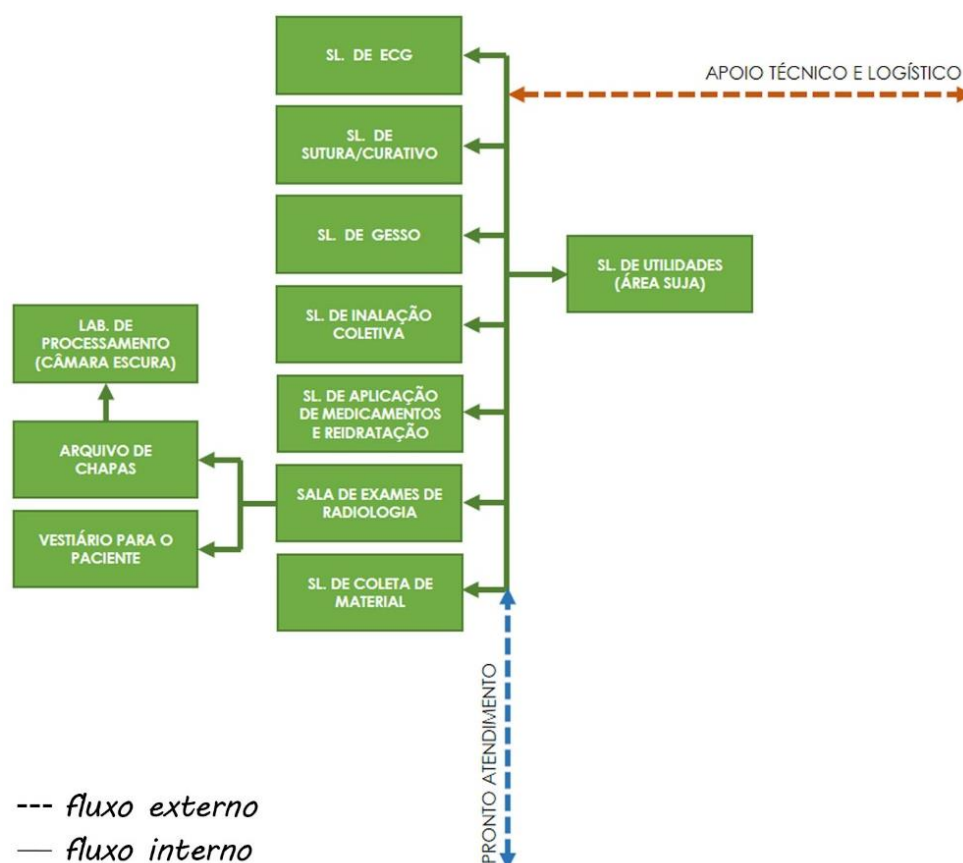 SL. DE ECG
APOIO TÉCNICO E LOGÍSTICO
SL. DE
SUTURA/CURATIVO
SL. DE GESSO
SL. DE UTILIDADES
(ÁREA SUJA)
SL. DE INALAÇÃO
COLETIVA
LAB. DE
PROCESSAMENTO
(CÂMARA ESCURA)
SL. DE APLICAÇÃO
DE MEDICAMENTOS
E REIDRATAÇÃO
ARQUIVO DE
CHAPAS
SALA DE EXAMES DE
RADIOLOGIA
VESTIÁRIO PARA O
PACIENTE
SL. DE COLETA DE
MATERIAL
PRONTO ATENDIMENTO
--- fluxo externo
— fluxo interno